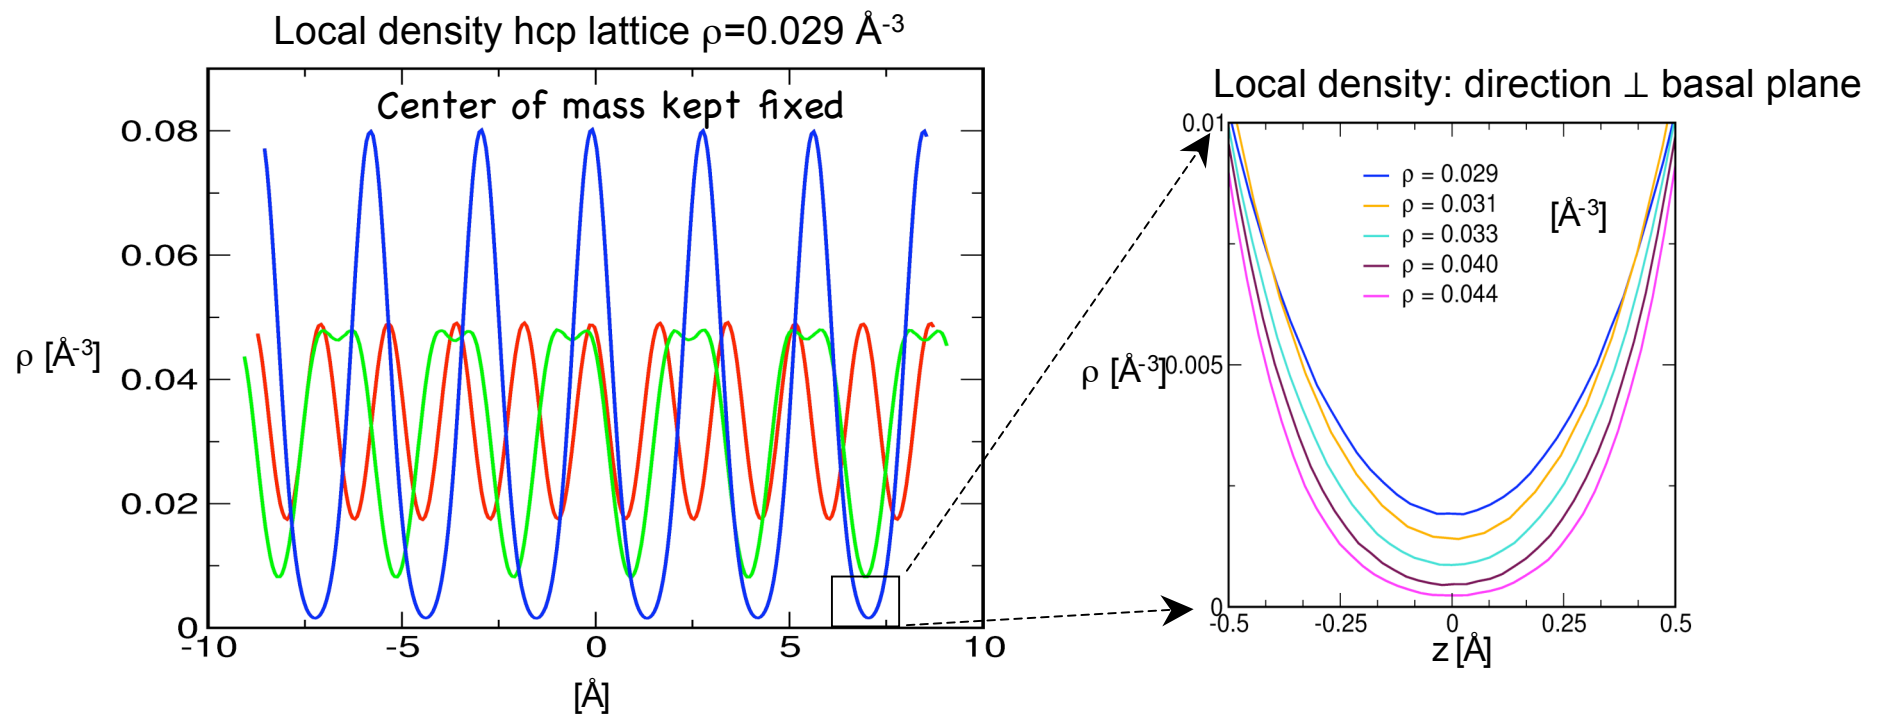 Local density hcp lattice ρ=0.029 Å-3
Center of mass kept fixed
0.08
0.06
ρ [Å-3]
0.04
0.02
0
-10
-5
0
5
10
[Å]
Local density: direction ⊥ basal plane
0.01
ρ = 0.029
ρ = 0.031
[Å-3]
ρ = 0.033
ρ = 0.040
ρ = 0.044
ρ [Å-3]
0.005
0
-0.5
-0.25
0
0.25
0.5
z [Å]